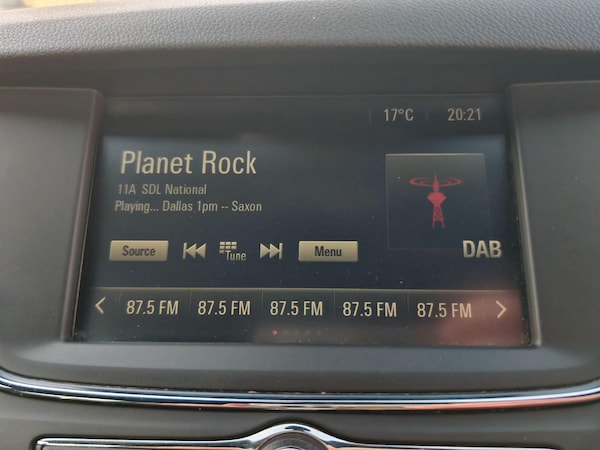 17°C 20:21
Planet Rock
11A SDL National
Playing... Dallas 1pm -- Saxon
Source Tune Menu
DAB
87.5 FM 87.5 FM 87.5 FM 87.5 FM 87.5 FM